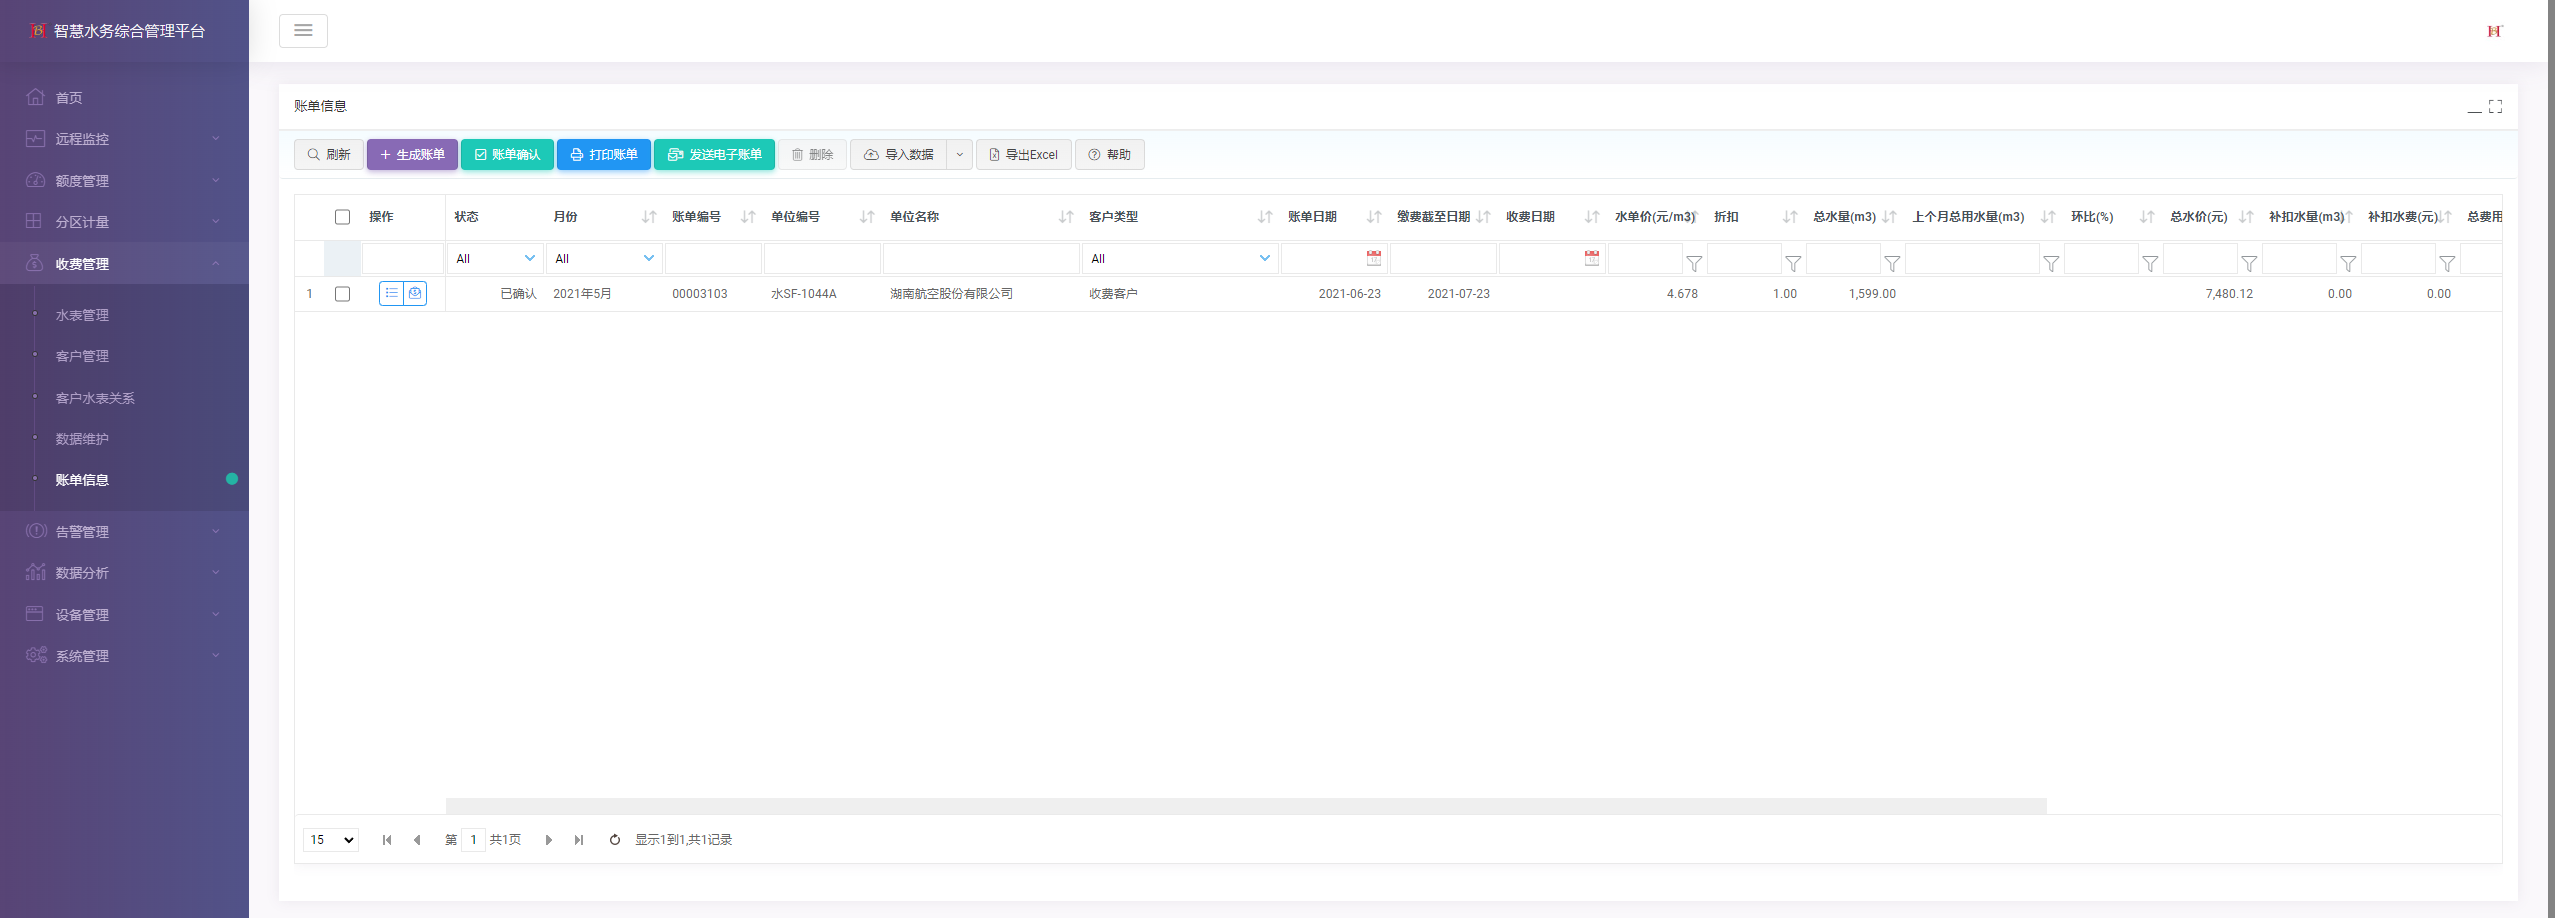 智慧水务综合管理平台
首页
远程监控
额度管理
分区计量
收费管理
水表管理
客户管理
客户水表关系
数据维护
账单信息
告警管理
数据分析
设备管理
系统管理
账单信息
刷新 生成账单 账单确认 打印账单 发送电子账单 删除 导入数据 导出Excel 帮助
操作 状态 月份 账单编号 单位编号 单位名称 客户类型 账单日期 缴费截至日期 收费日期 水单价(元/m3) 折扣 总水量(m3) 上个月总用水量(m3) 环比(%) 总水价(元) 补扣水量(m3) 补扣水费(元) 总费用
All All All
1 已确认 2021年5月 00003103 水SF-1044A 湖南航空股份有限公司 收费客户 2021-06-23 2021-07-23 4.678 1.00 1,599.00 7,480.12 0.00 0.00
15 第 1 共1页 显示1到1,共1记录